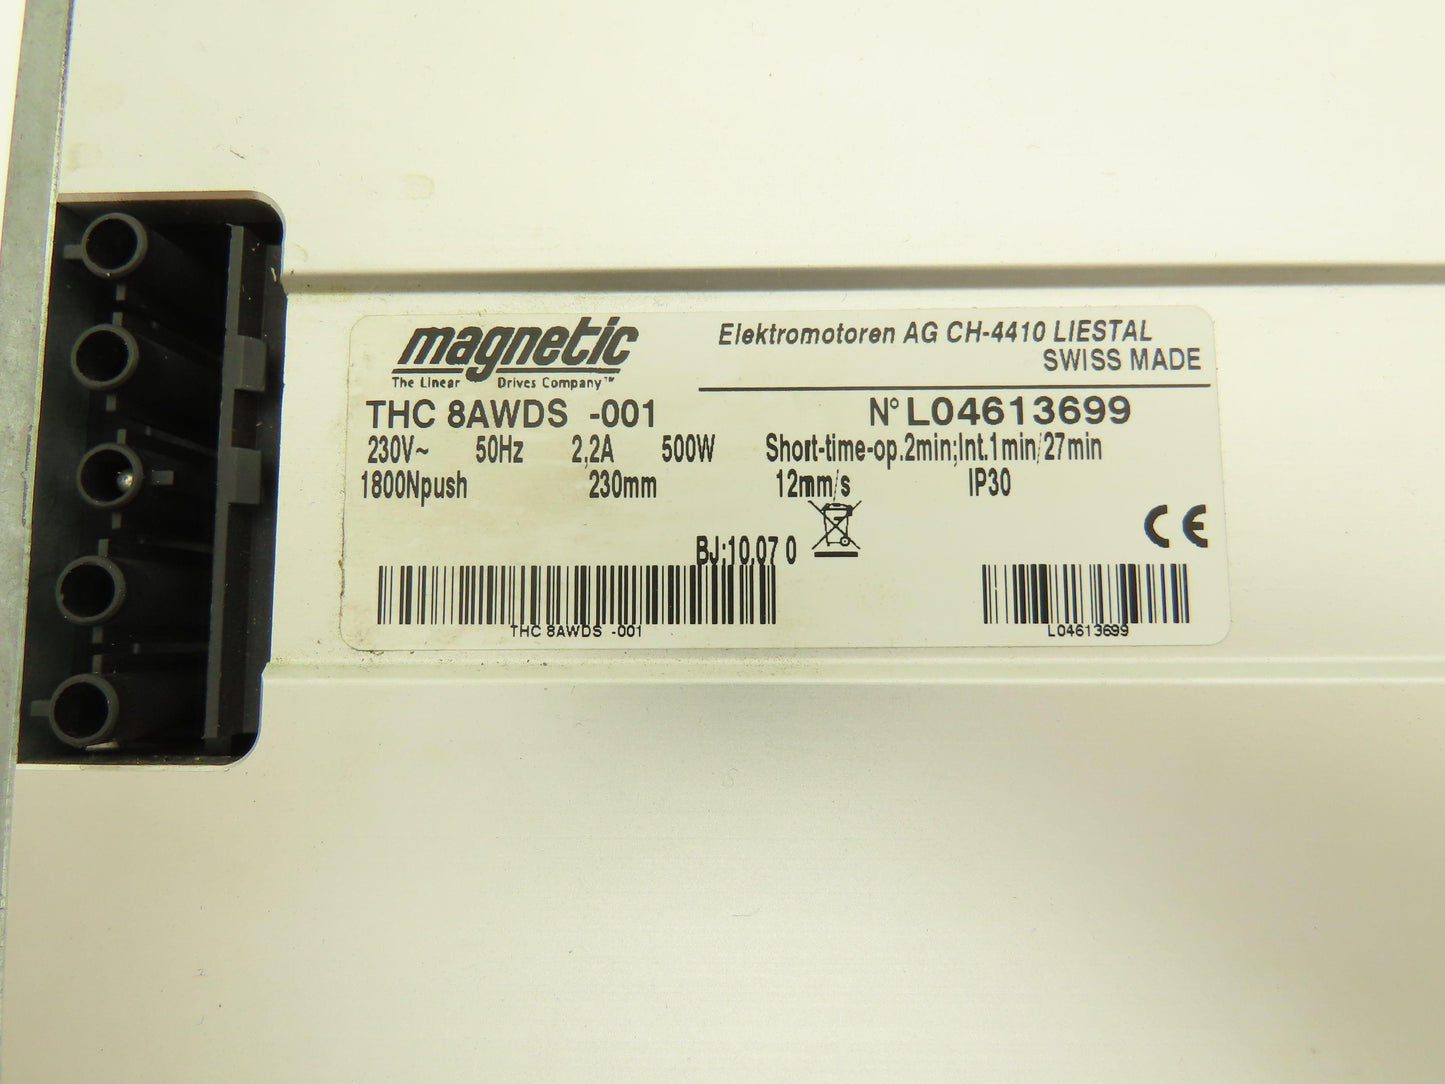 magnetic
The Linear Drives Company™
Elektromotoren AG CH-4410 LIESTAL
SWISS MADE
THC 8AWDS -001 N° L04613699
230V~ 50Hz 2,2A 500W Short-time-op.2min;Int.1min/27min
1800Npush 230mm 12mm/s IP30
BJ:10.07 0
CE
THC 8AWDS -001
L04613699